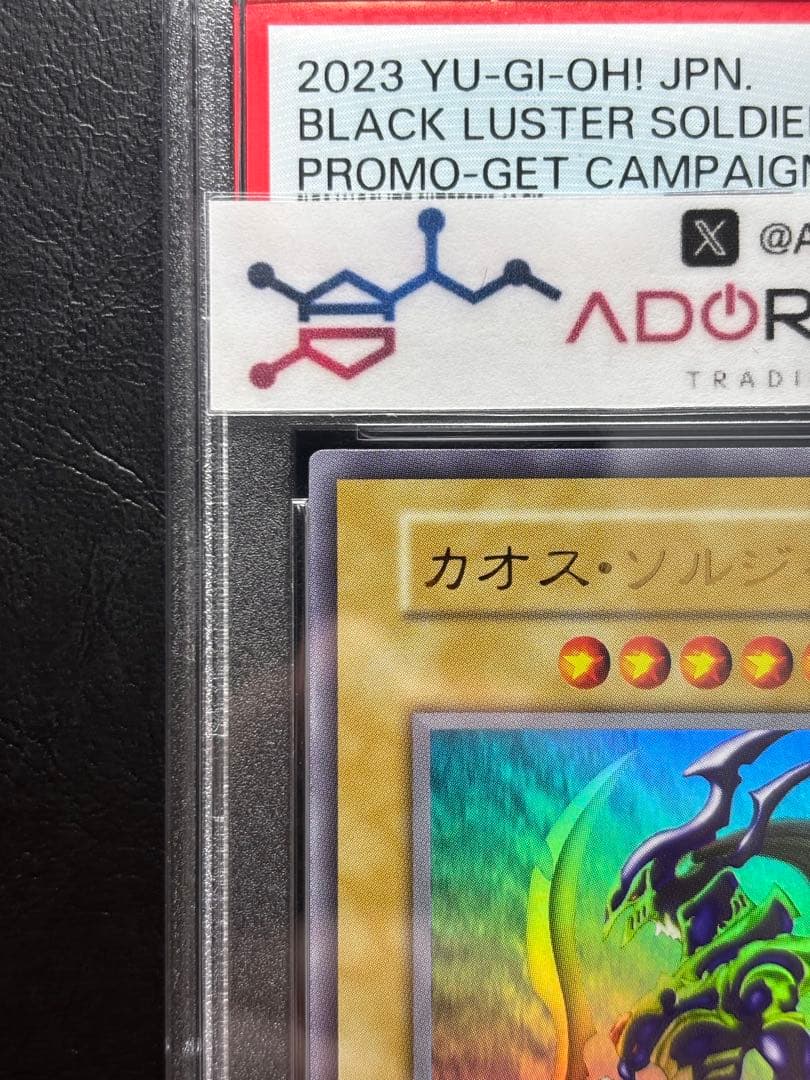 2023 YU-GI-OH! JPN.
BLACK LUSTER SOLDIE
PROMO-GET CAMPAIGN
@A
ADOR
TRADI
カオス・ソルジ